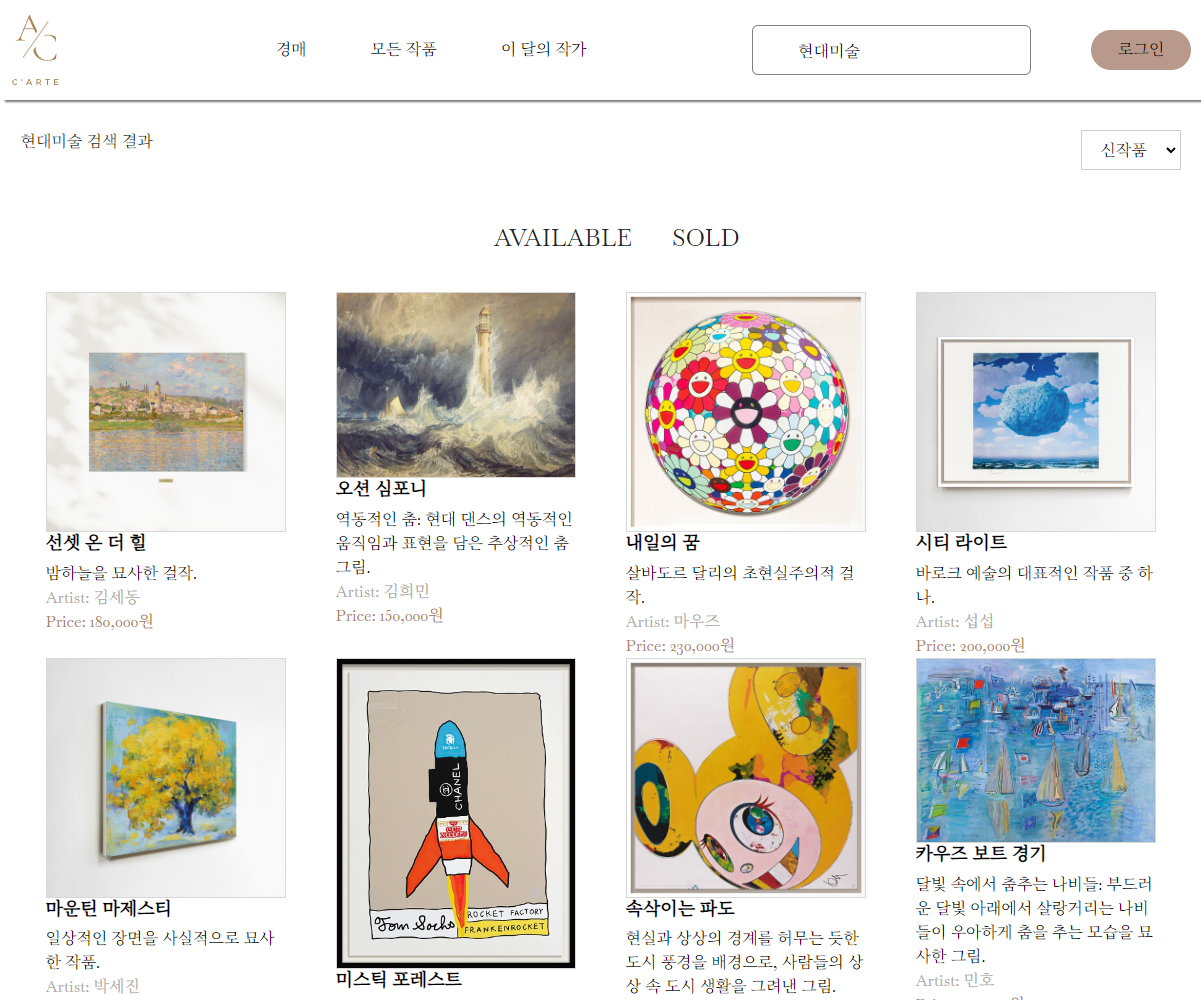 A/C
C'ARTE
경매
모든 작품
이 달의 작가
현대미술
로그인
현대미술 검색 결과
신작품
AVAILABLE
SOLD
선셋 온 더 힐
밤하늘을 묘사한 걸작.
Artist: 김세동
Price: 180,000원
오션 심포니
역동적인 춤: 현대 댄스의 역동적인
움직임과 표현을 담은 추상적인 춤
그림.
Artist: 김희민
Price: 150,000원
내일의 꿈
살바도르 달리의 초현실주의적 걸
작.
Artist: 마우즈
Price: 230,000원
시티 라이트
바로크 예술의 대표적인 작품 중 하
나.
Artist: 섭섭
Price: 200,000원
마운틴 마제스티
일상적인 장면을 사실적으로 묘사
한 작품.
Artist: 박세진
CHANEL
Tom Sachs
ROCKET FACTORY
FRANKENROCKET
미스틱 포레스트
속삭이는 파도
현실과 상상의 경계를 허무는 듯한
도시 풍경을 배경으로, 사람들의 상
상 속 도시 생활을 그려낸 그림.
카우즈 보트 경기
달빛 속에서 춤추는 나비들: 부드러
운 달빛 아래에서 살랑거리는 나비
들이 우아하게 춤을 추는 모습을 묘
사한 그림.
Artist: 민호